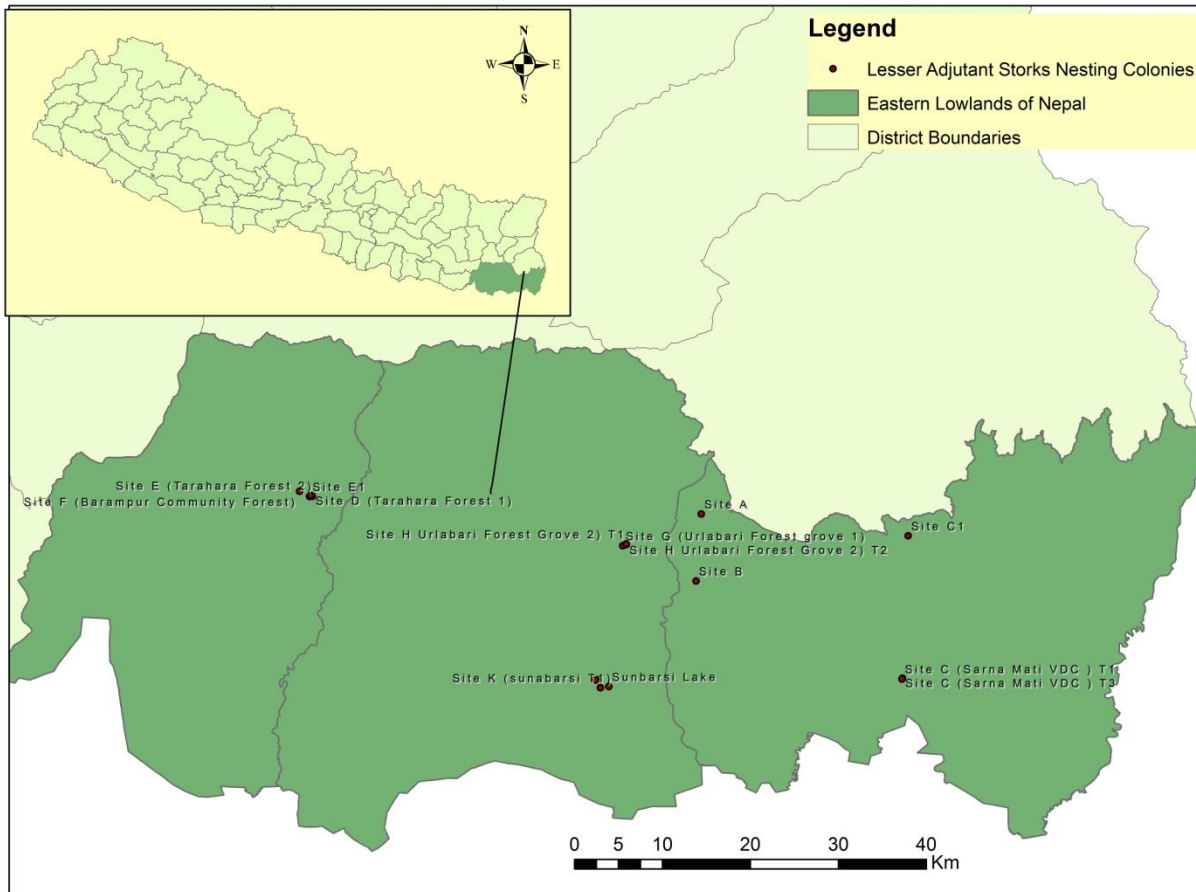 N
W E
S
Legend
Lesser Adjutant Storks Nesting Colonies
Eastern Lowlands of Nepal
District Boundaries
Site E (Tarahara Forest 2)
Site E1
Site F (Barampur Community Forest)
Site D (Tarahara Forest 1)
Site A
Site H Urlabari Forest Grove 2) T1
Site G (Urlabari Forest grove 1)
Site H Urlabari Forest Grove 2) T2
Site C1
Site B
Site K (sunabarsi T1)
Sunbarsi Lake
Site C (Sarna Mati VDC ) T1
Site C (Sarna Mati VDC ) T3
0 5 10 20 30 40
Km